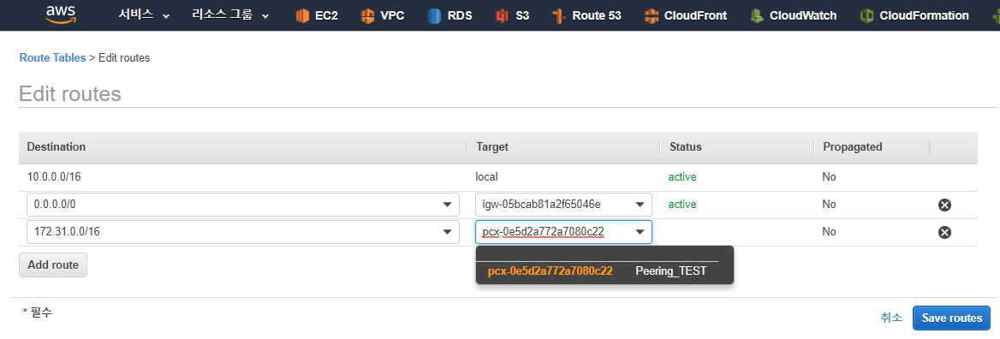 aws 서비스 리소스 그룹 EC2 VPC RDS S3 Route 53 CloudFront CloudWatch CloudFormation
Route Tables > Edit routes
Edit routes
Destination Target Status Propagated
10.0.0.0/16 local active No
0.0.0.0/0 igw-05bcab81a2f65046e active No
172.31.0.0/16 pcx-0e5d2a772a7080c22 No
Add route
pcx-0e5d2a772a7080c22 Peering_TEST
* 필수
취소 Save routes